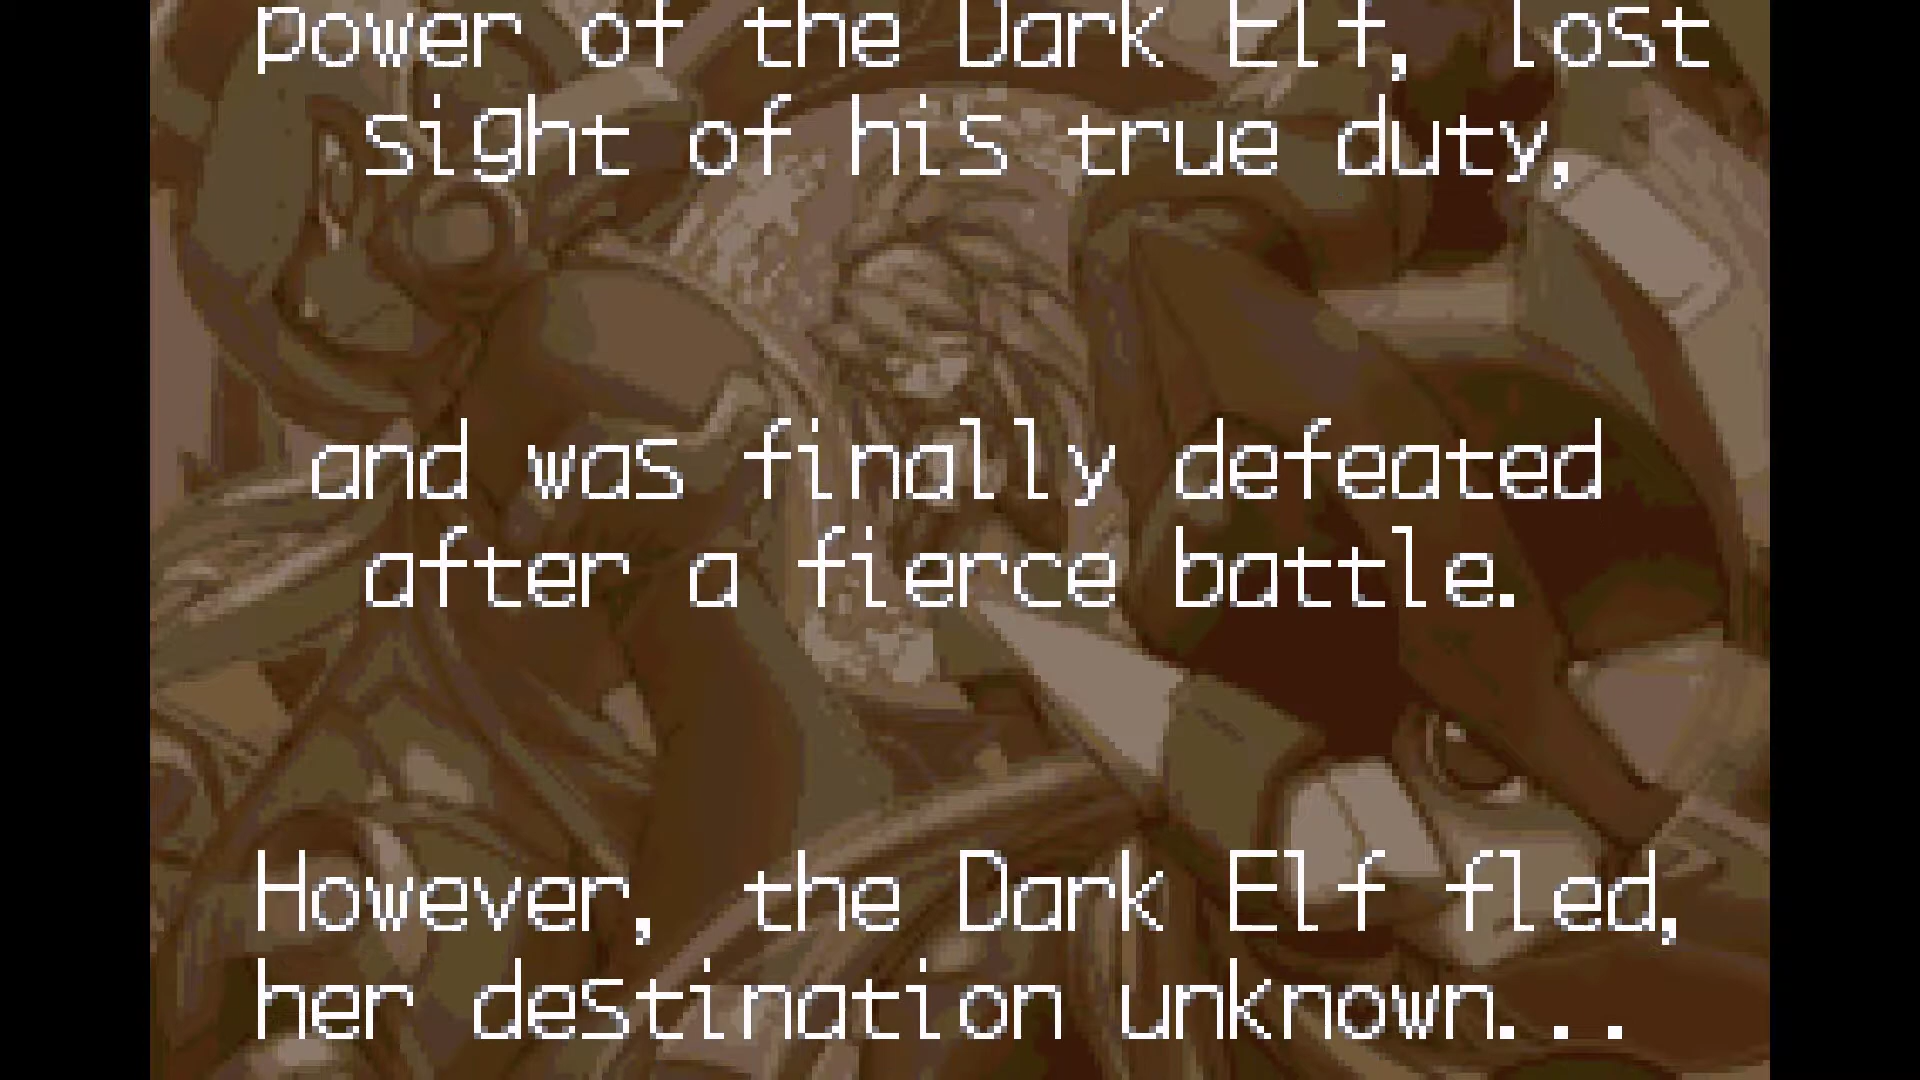 power of the Dark Elf, lost
sight of his true duty,
and was finally defeated
after a fierce battle.
However, the Dark Elf fled,
her destination unknown...